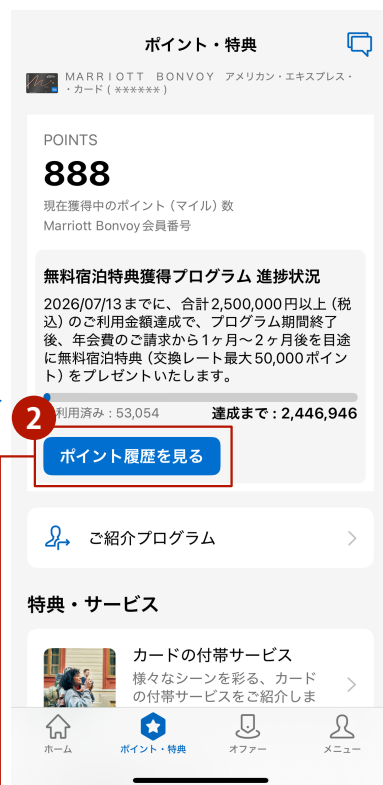 ポイント・特典
MARRIOTT BONVOY アメリカン・エキスプレス・
・カード ( ✳✳✳✳✳✳ )
POINTS
888
現在獲得中のポイント（マイル）数
Marriott Bonvoy 会員番号
無料宿泊特典獲得プログラム 進捗状況
2026/07/13までに、合計2,500,000円以上（税
込）のご利用金額達成で、プログラム期間終了
後、年会費のご請求から1ヶ月～2ヶ月後を目途
に無料宿泊特典（交換レート最大50,000ポイン
ト）をプレゼントいたします。
2
利用済み : 53,054 達成まで : 2,446,946
ポイント履歴を見る
ご紹介プログラム
特典・サービス
カードの付帯サービス
様々なシーンを彩る、カード
の付帯サービスをご紹介しま
ホーム ポイント・特典 オファー メニュー